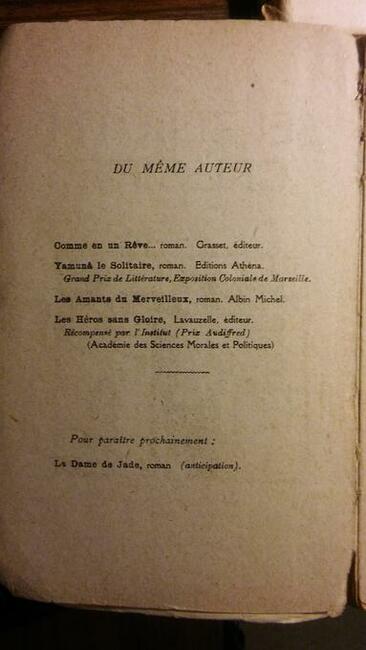 DU MÊME AUTEUR
Comme en un Rêve... roman. Grasset, éditeur.
Yamunâ le Solitaire, roman. Editions Athéna.
Grand Prix de Littérature, Exposition Coloniale de Marseille.
Les Amants du Merveilleux, roman. Albin Michel.
Les Héros sans Gloire, Lavauzelle, éditeur.
Récompensé par l'Institut (Prix Audiffred)
(Académie des Sciences Morales et Politiques)
Pour paraître prochainement :
La Dame de Jade, roman (anticipation).